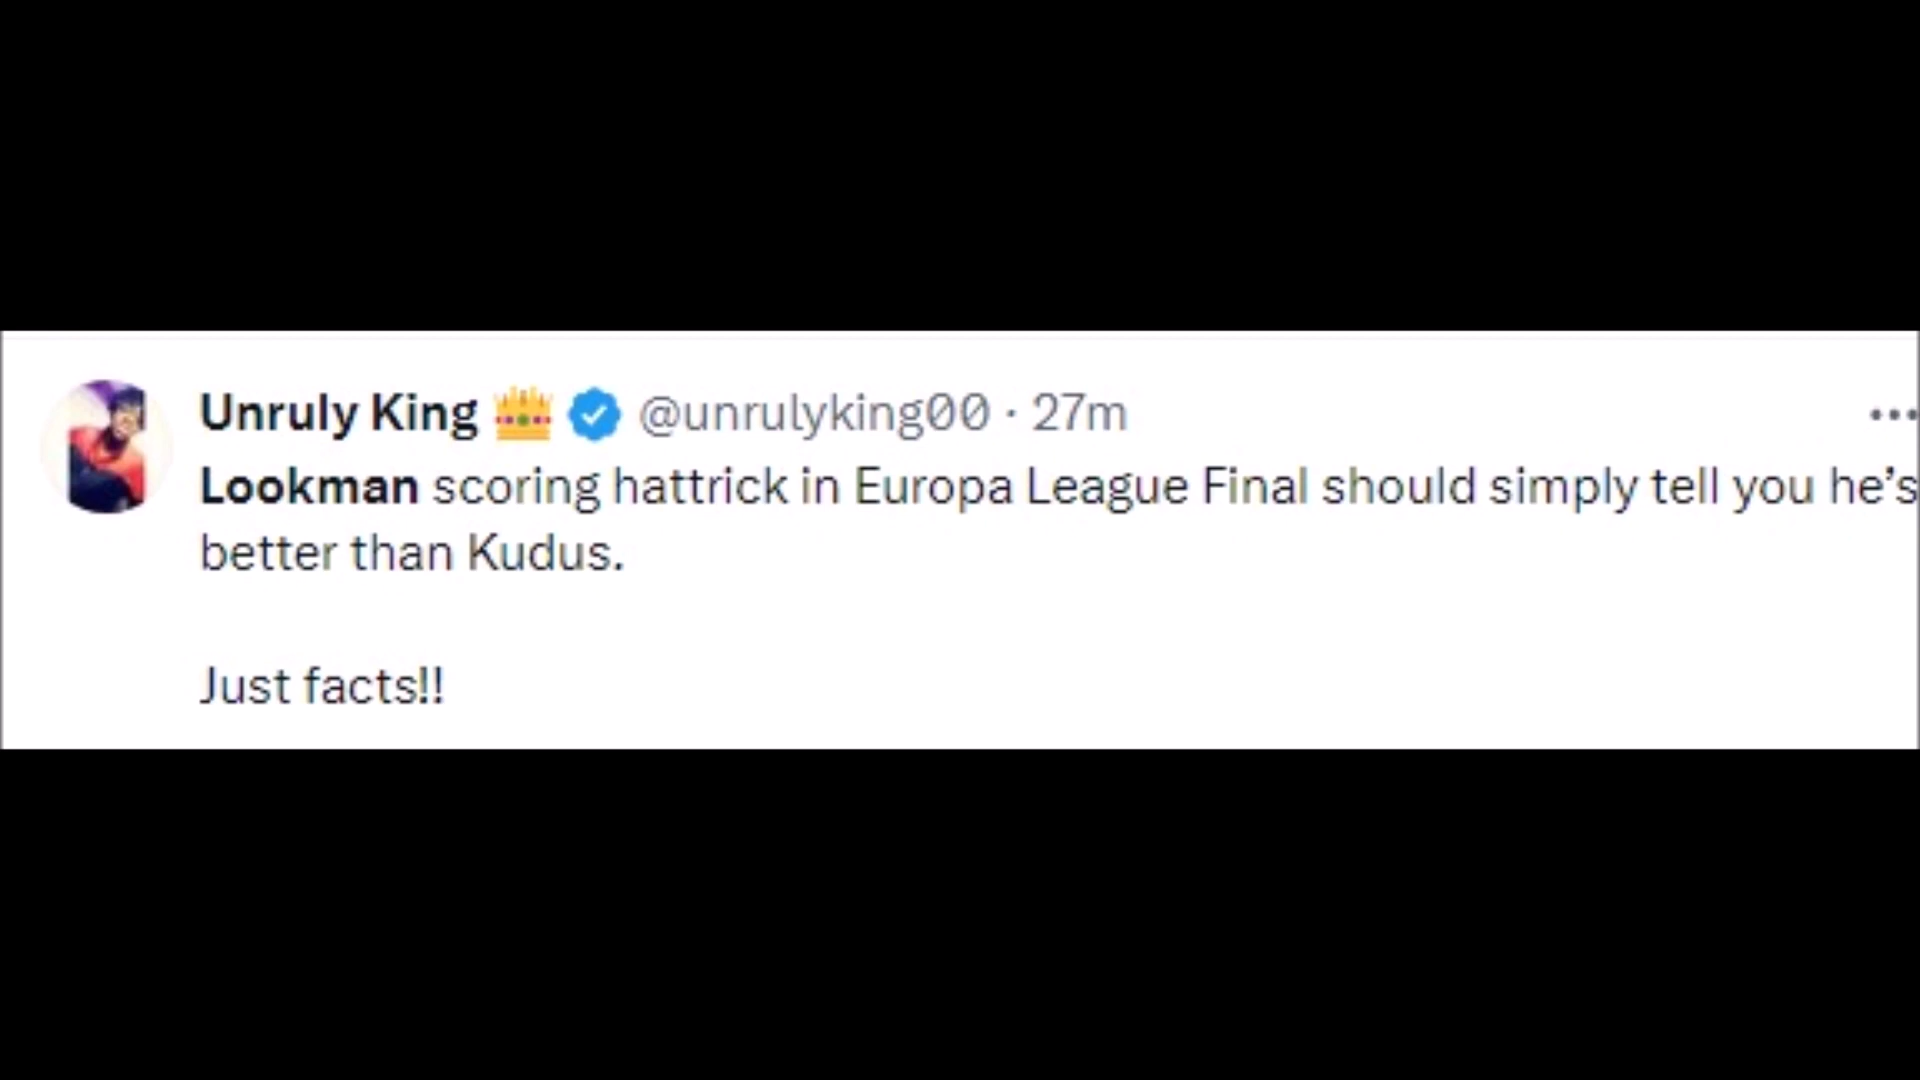 Unruly King 👑 @unrulyking00 · 27m
Lookman scoring hattrick in Europa League Final should simply tell you he’s
better than Kudus.
Just facts!!